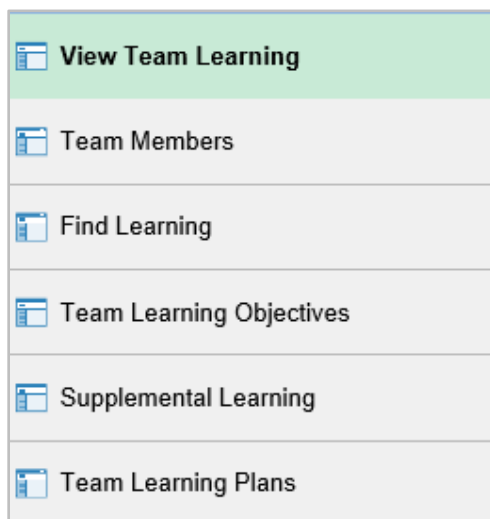 View Team Learning
Team Members
Find Learning
Team Learning Objectives
Supplemental Learning
Team Learning Plans